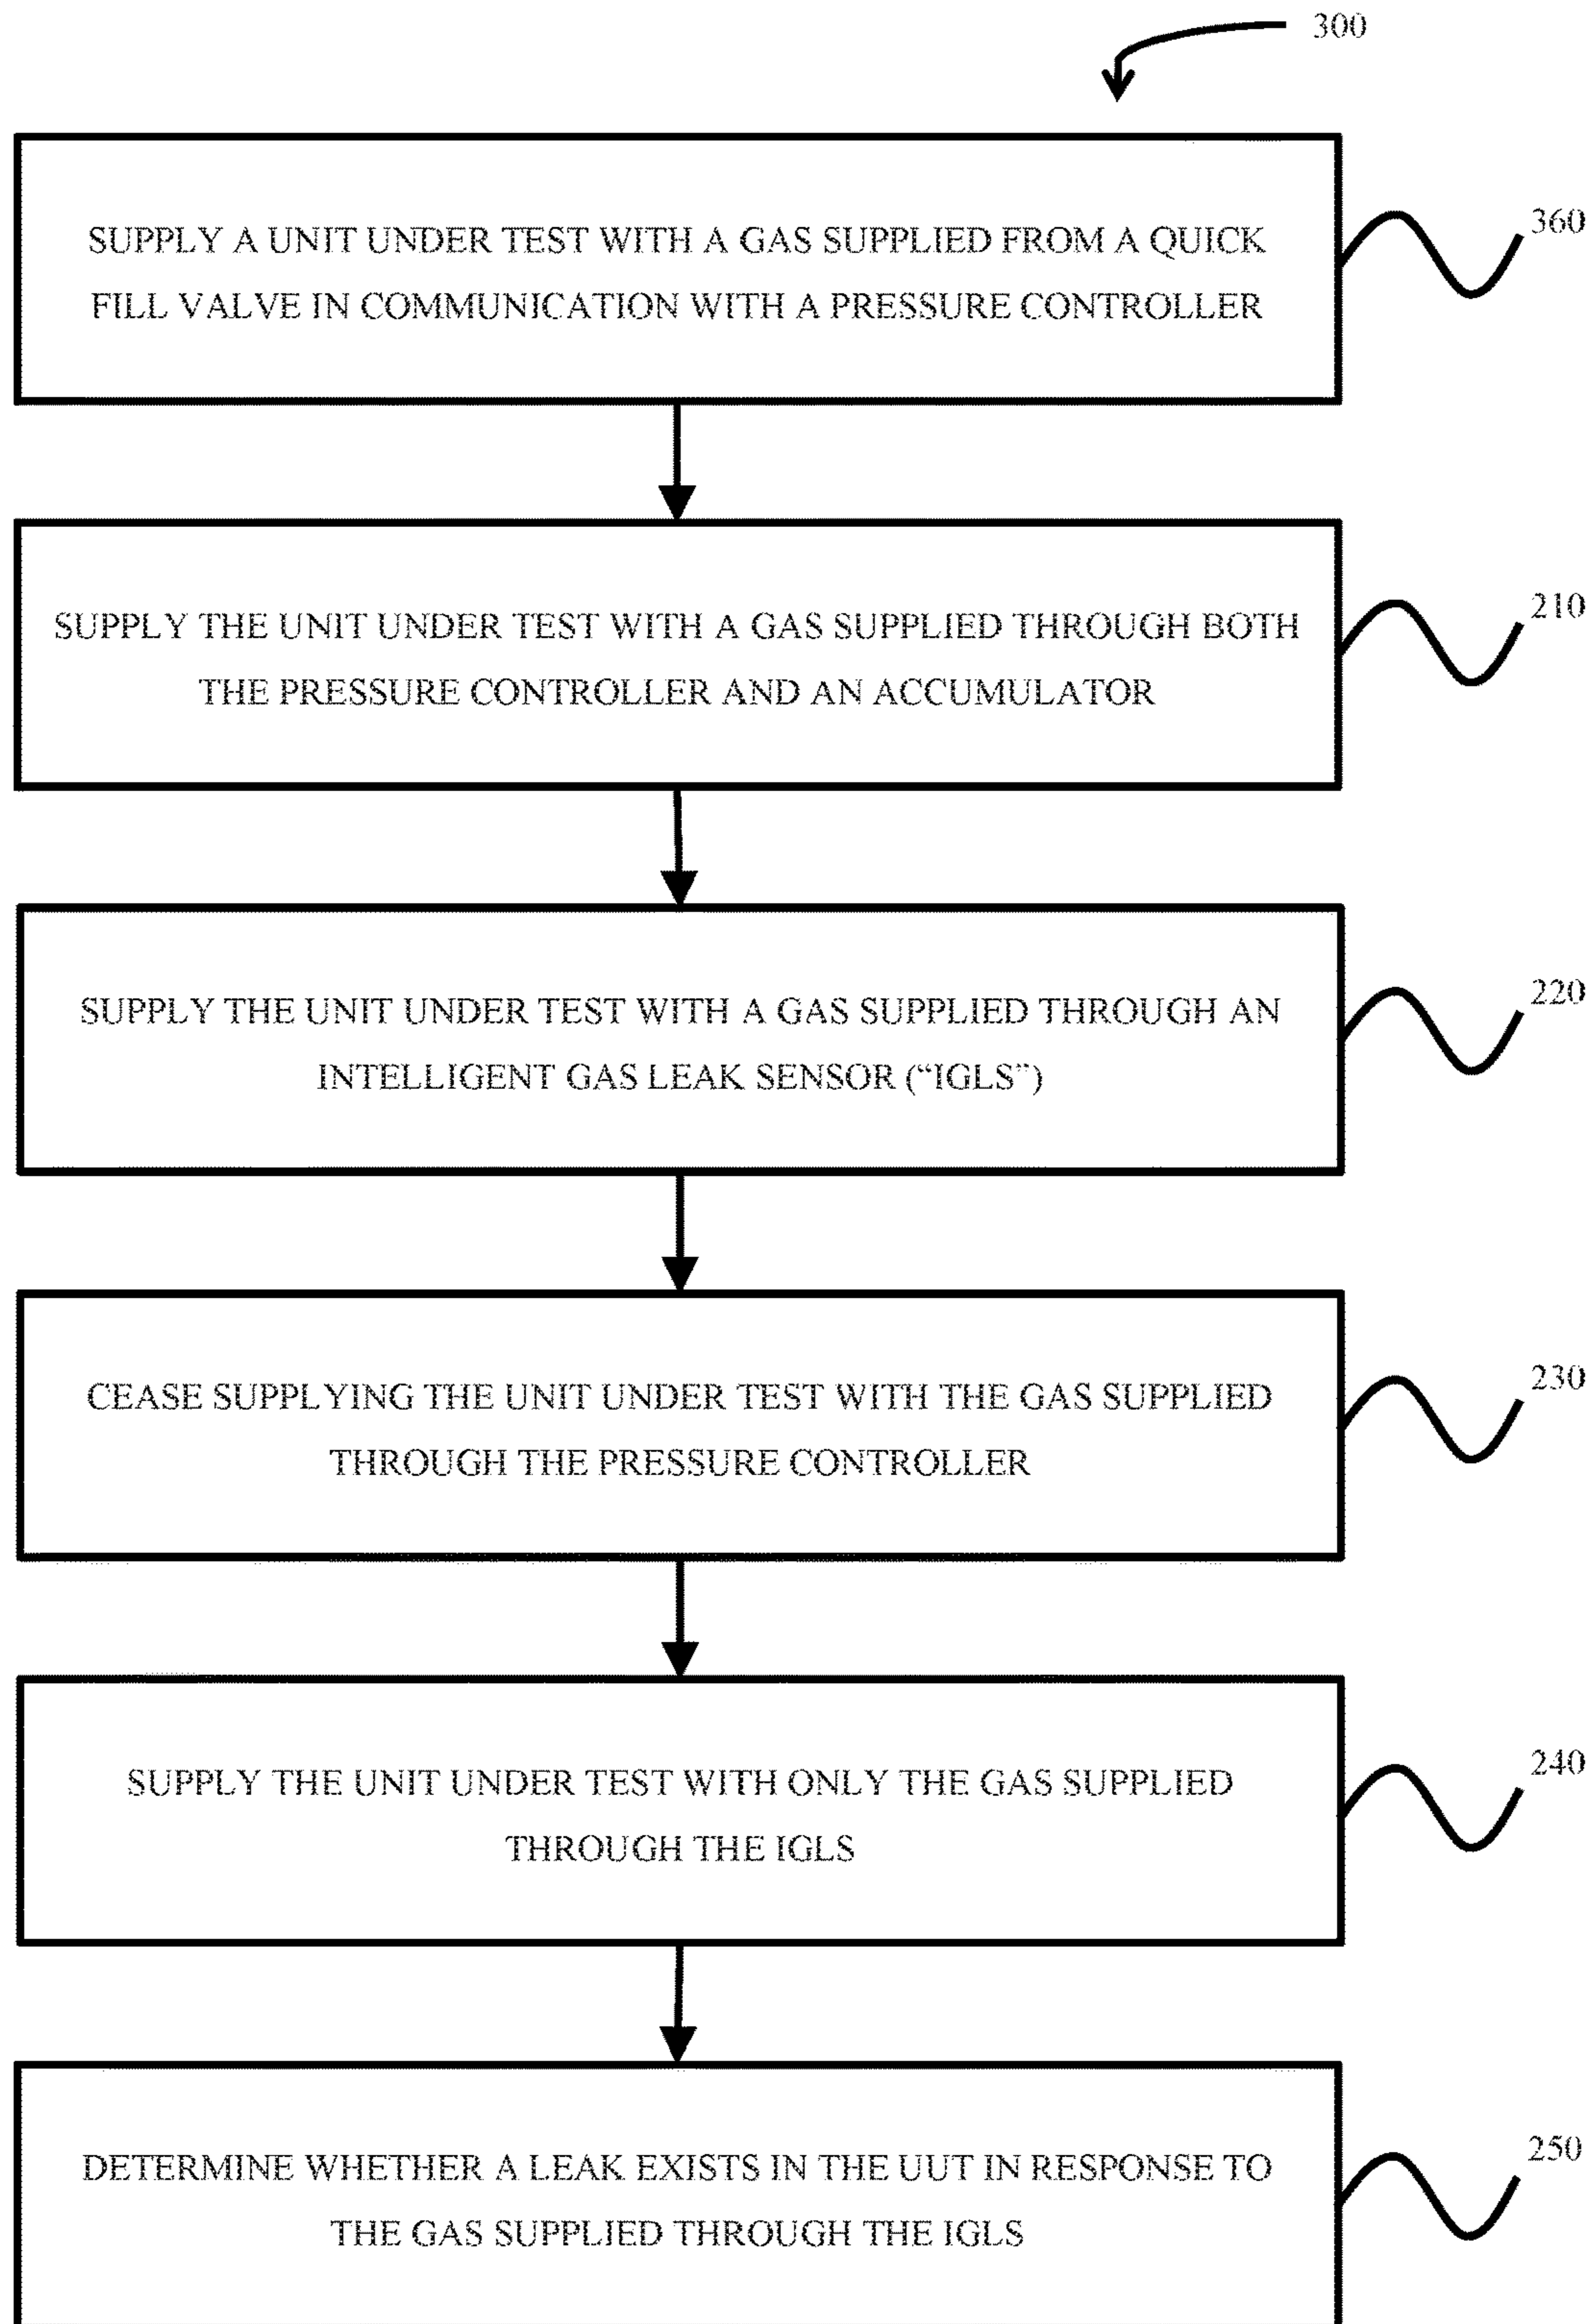 300
SUPPLY A UNIT UNDER TEST WITH A GAS SUPPLIED FROM A QUICK
FILL VALVE IN COMMUNICATION WITH A PRESSURE CONTROLLER
360
SUPPLY THE UNIT UNDER TEST WITH A GAS SUPPLIED THROUGH BOTH
THE PRESSURE CONTROLLER AND AN ACCUMULATOR
210
SUPPLY THE UNIT UNDER TEST WITH A GAS SUPPLIED THROUGH AN
INTELLIGENT GAS LEAK SENSOR (“IGLS”)
220
CEASE SUPPLYING THE UNIT UNDER TEST WITH THE GAS SUPPLIED
THROUGH THE PRESSURE CONTROLLER
230
SUPPLY THE UNIT UNDER TEST WITH ONLY THE GAS SUPPLIED
THROUGH THE IGLS
240
DETERMINE WHETHER A LEAK EXISTS IN THE UUT IN RESPONSE TO
THE GAS SUPPLIED THROUGH THE IGLS
250